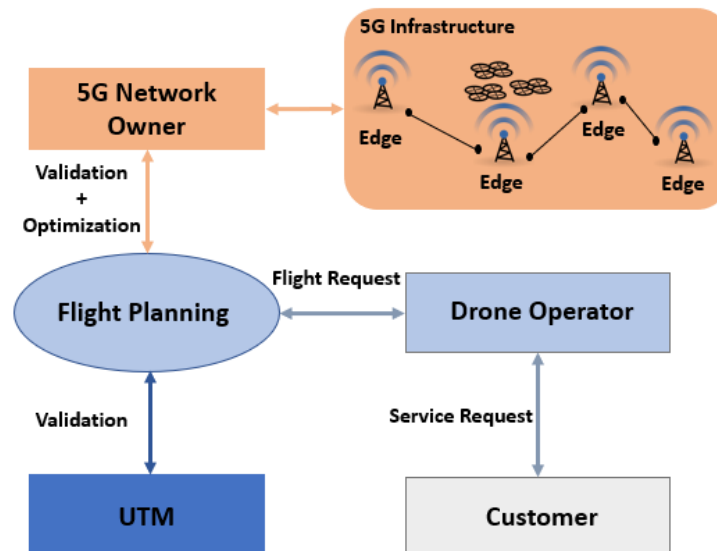 5G Infrastructure
5G Network
Owner
Edge
Edge
Edge
Edge
Validation
+
Optimization
Flight Request
Flight Planning
Drone Operator
Validation
Service Request
UTM
Customer